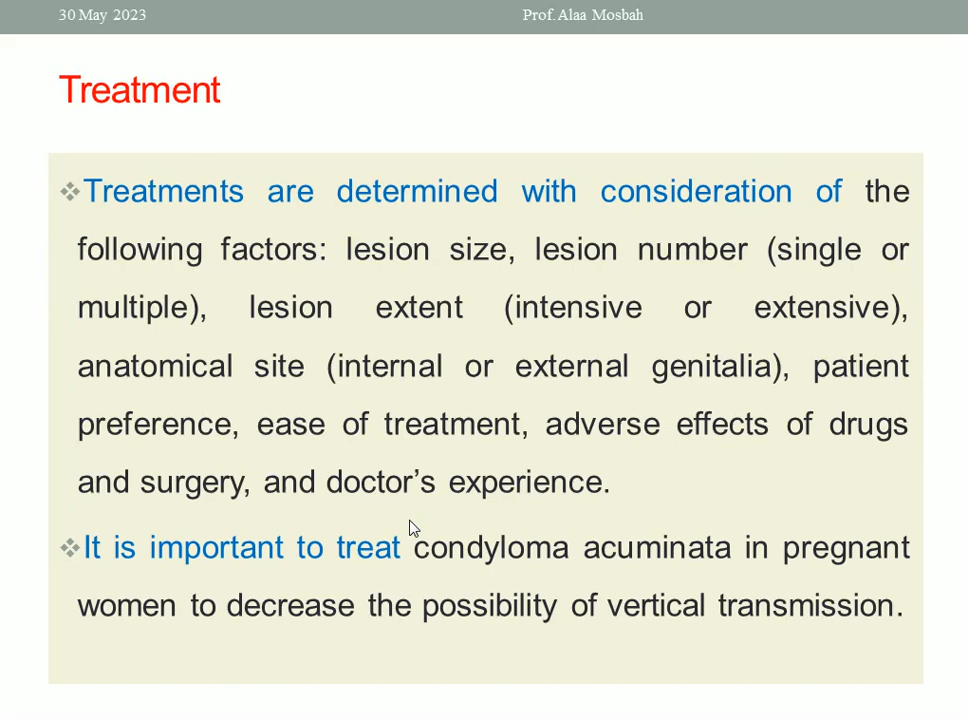 30 May 2023
Prof. Alaa Mosbah
Treatment
❖Treatments are determined with consideration of the
following factors: lesion size, lesion number (single or
multiple), lesion extent (intensive or extensive),
anatomical site (internal or external genitalia), patient
preference, ease of treatment, adverse effects of drugs
and surgery, and doctor’s experience.
❖It is important to treat condyloma acuminata in pregnant
women to decrease the possibility of vertical transmission.